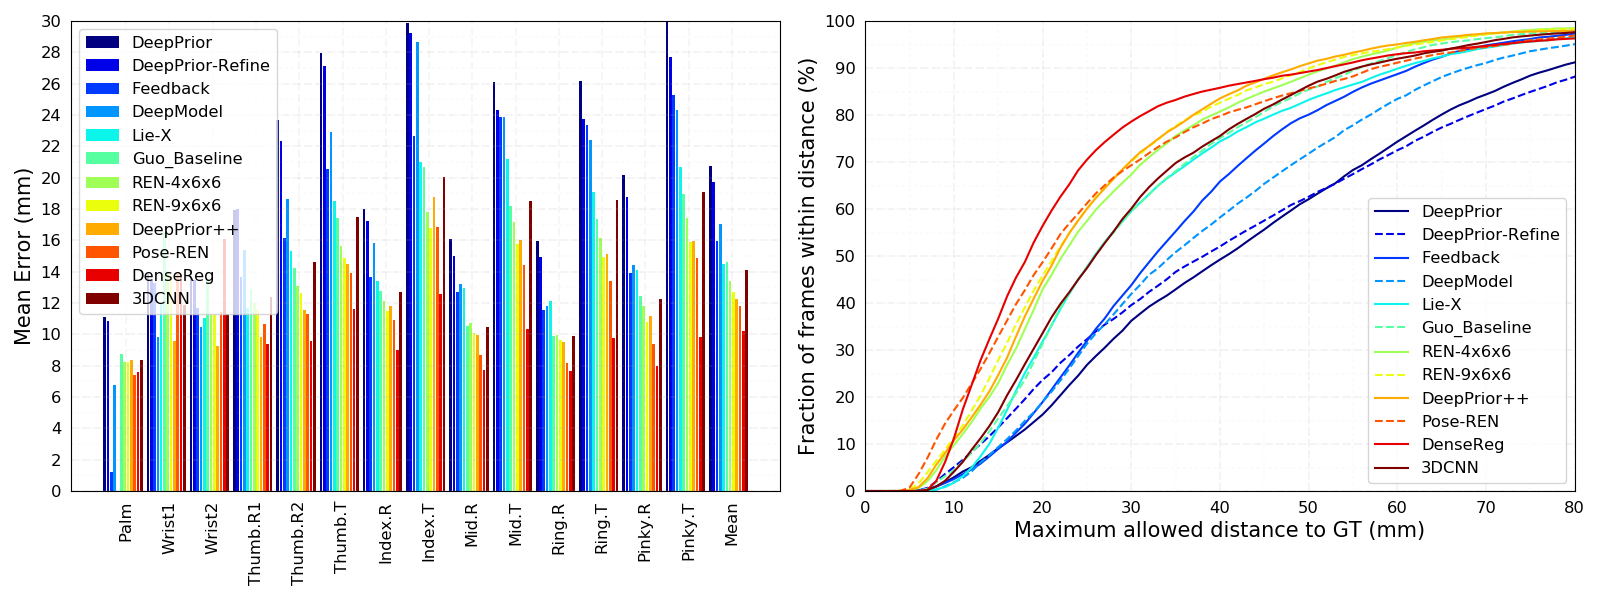 Mean Error (mm)
30
28
26
24
22
20
18
16
14
12
10
8
6
4
2
0
DeepPrior
DeepPrior-Refine
Feedback
DeepModel
Lie-X
Guo_Baseline
REN-4x6x6
REN-9x6x6
DeepPrior++
Pose-REN
DenseReg
3DCNN
Palm
Wrist1
Wrist2
Thumb.R1
Thumb.R2
Thumb.T
Index.R
Index.T
Mid.R
Mid.T
Ring.R
Ring.T
Pinky.R
Pinky.T
Mean
Fraction of frames within distance (%)
100
90
80
70
60
50
40
30
20
10
0
DeepPrior
DeepPrior-Refine
Feedback
DeepModel
Lie-X
Guo_Baseline
REN-4x6x6
REN-9x6x6
DeepPrior++
Pose-REN
DenseReg
3DCNN
0 10 20 30 40 50 60 70 80
Maximum allowed distance to GT (mm)